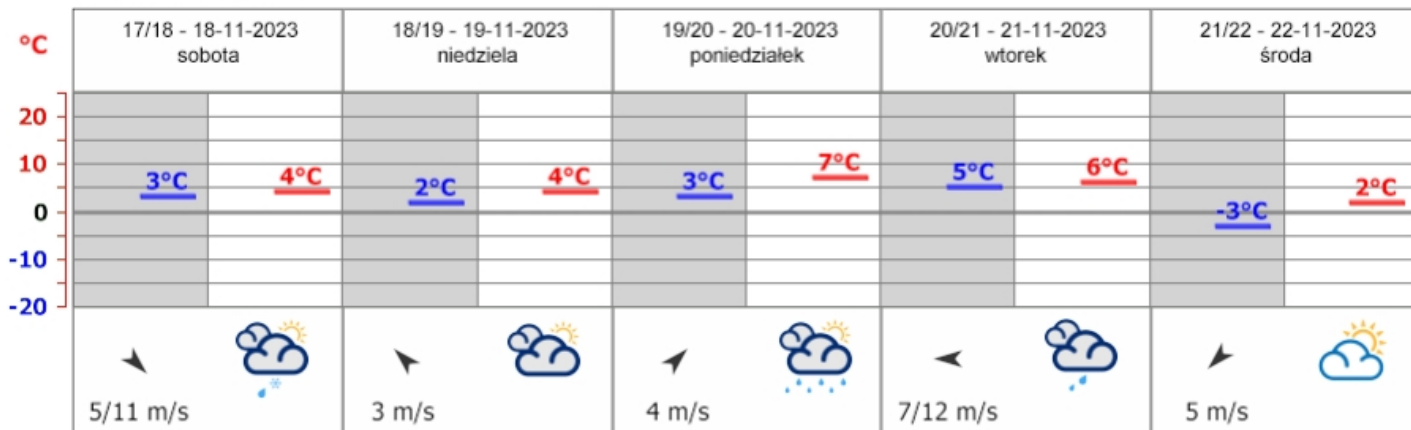 °C
17/18 - 18-11-2023
sobota
18/19 - 19-11-2023
niedziela
19/20 - 20-11-2023
poniedziałek
20/21 - 21-11-2023
wtorek
21/22 - 22-11-2023
środa
20
10
0
-10
-20
3°C
4°C
2°C
4°C
3°C
7°C
5°C
6°C
-3°C
2°C
5/11 m/s
3 m/s
4 m/s
7/12 m/s
5 m/s